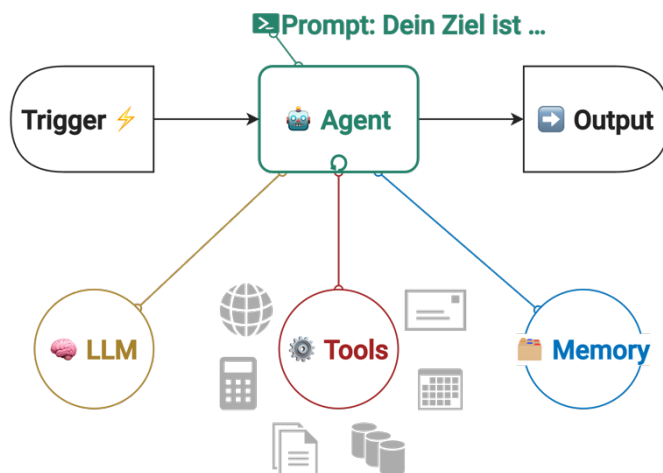 Prompt: Dein Ziel ist ...
Trigger
Agent
Output
LLM
Tools
Memory